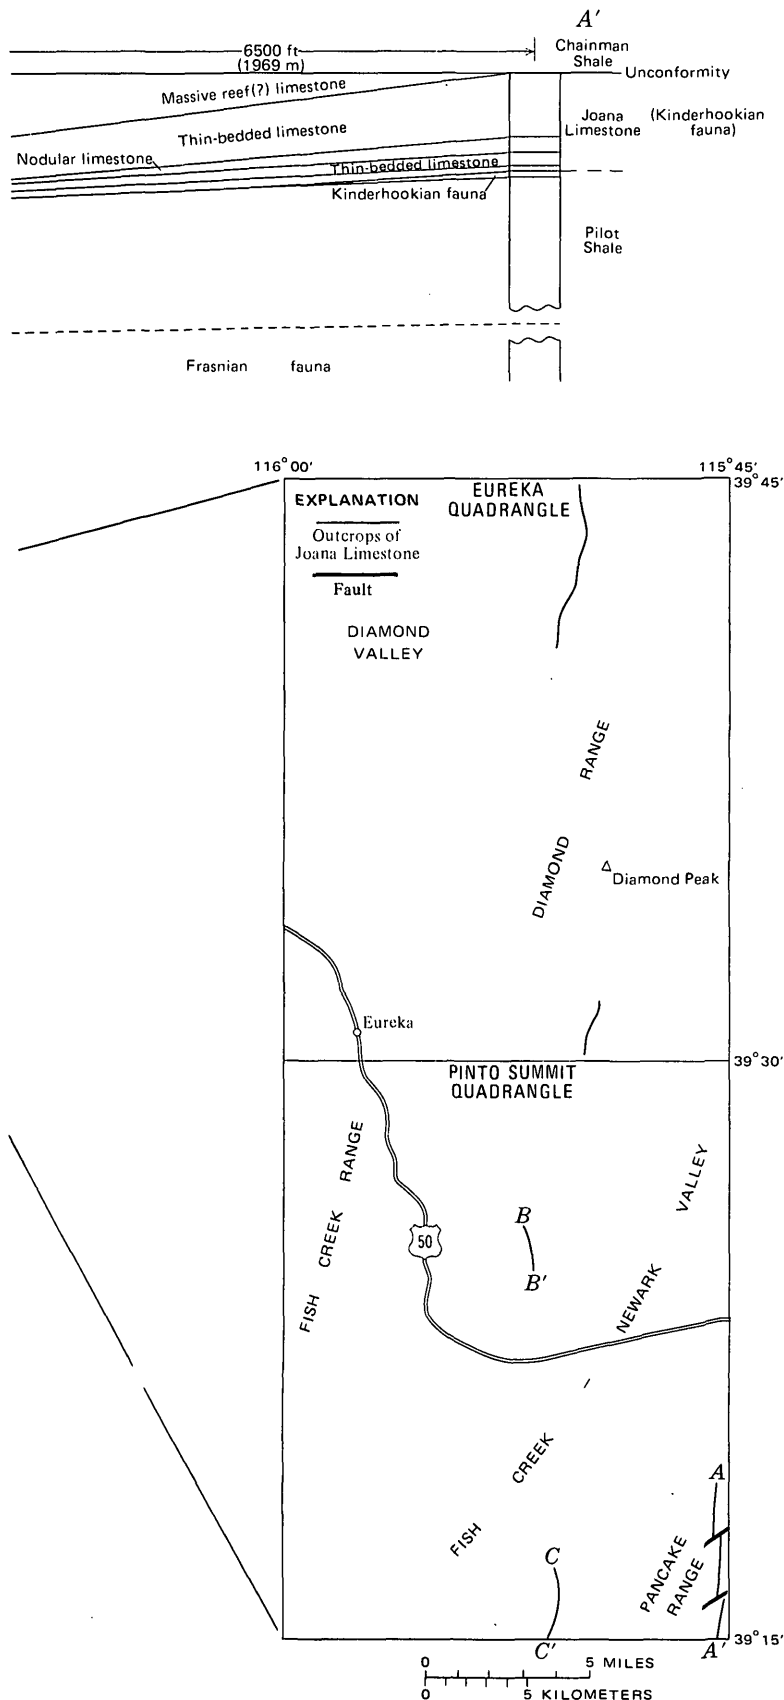 A′
6500 ft
(1969 m)
Chainman
Shale
Unconformity
Massive reef(?) limestone
Joana
Limestone
(Kinderhookian
fauna)
Thin-bedded limestone
Nodular limestone
Thin-bedded limestone
Kinderhookian fauna
Pilot
Shale
Frasnian fauna
116°00′
115°45′
39°45′
EXPLANATION
Outcrops of
Joana Limestone
Fault
EUREKA
QUADRANGLE
DIAMOND
VALLEY
DIAMOND RANGE
Diamond Peak
Eureka
39°30′
PINTO SUMMIT
QUADRANGLE
FISH CREEK RANGE
NEWARK VALLEY
B
50
B′
FISH CREEK
A
PANCAKE
RANGE
C
C′
A′
39°15′
0 5 MILES
0 5 KILOMETERS